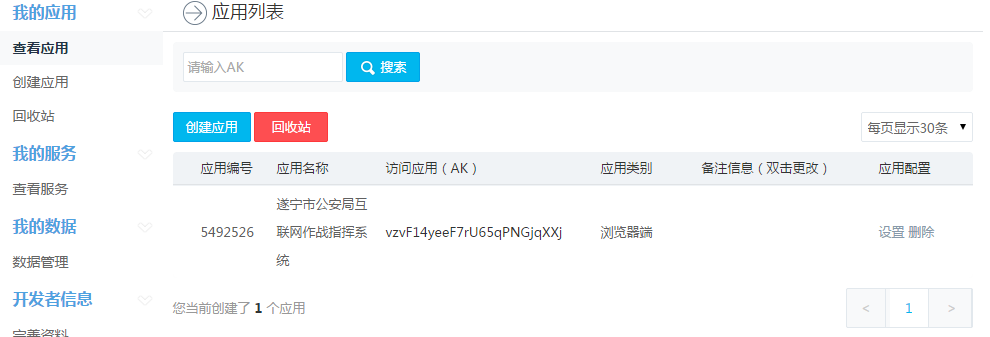 我的应用
查看应用
创建应用
回收站
我的服务
查看服务
我的数据
数据管理
开发者信息
完善资料
应用列表
请输入AK
搜索
创建应用 回收站
每页显示30条
应用编号 应用名称 访问应用（AK） 应用类别 备注信息（双击更改） 应用配置
5492526 遂宁市公安局互联网作战指挥系统 vzvF14yeeF7rU65qPNGjqXXj 浏览器端 设置 删除
您当前创建了 1 个应用
< 1 >